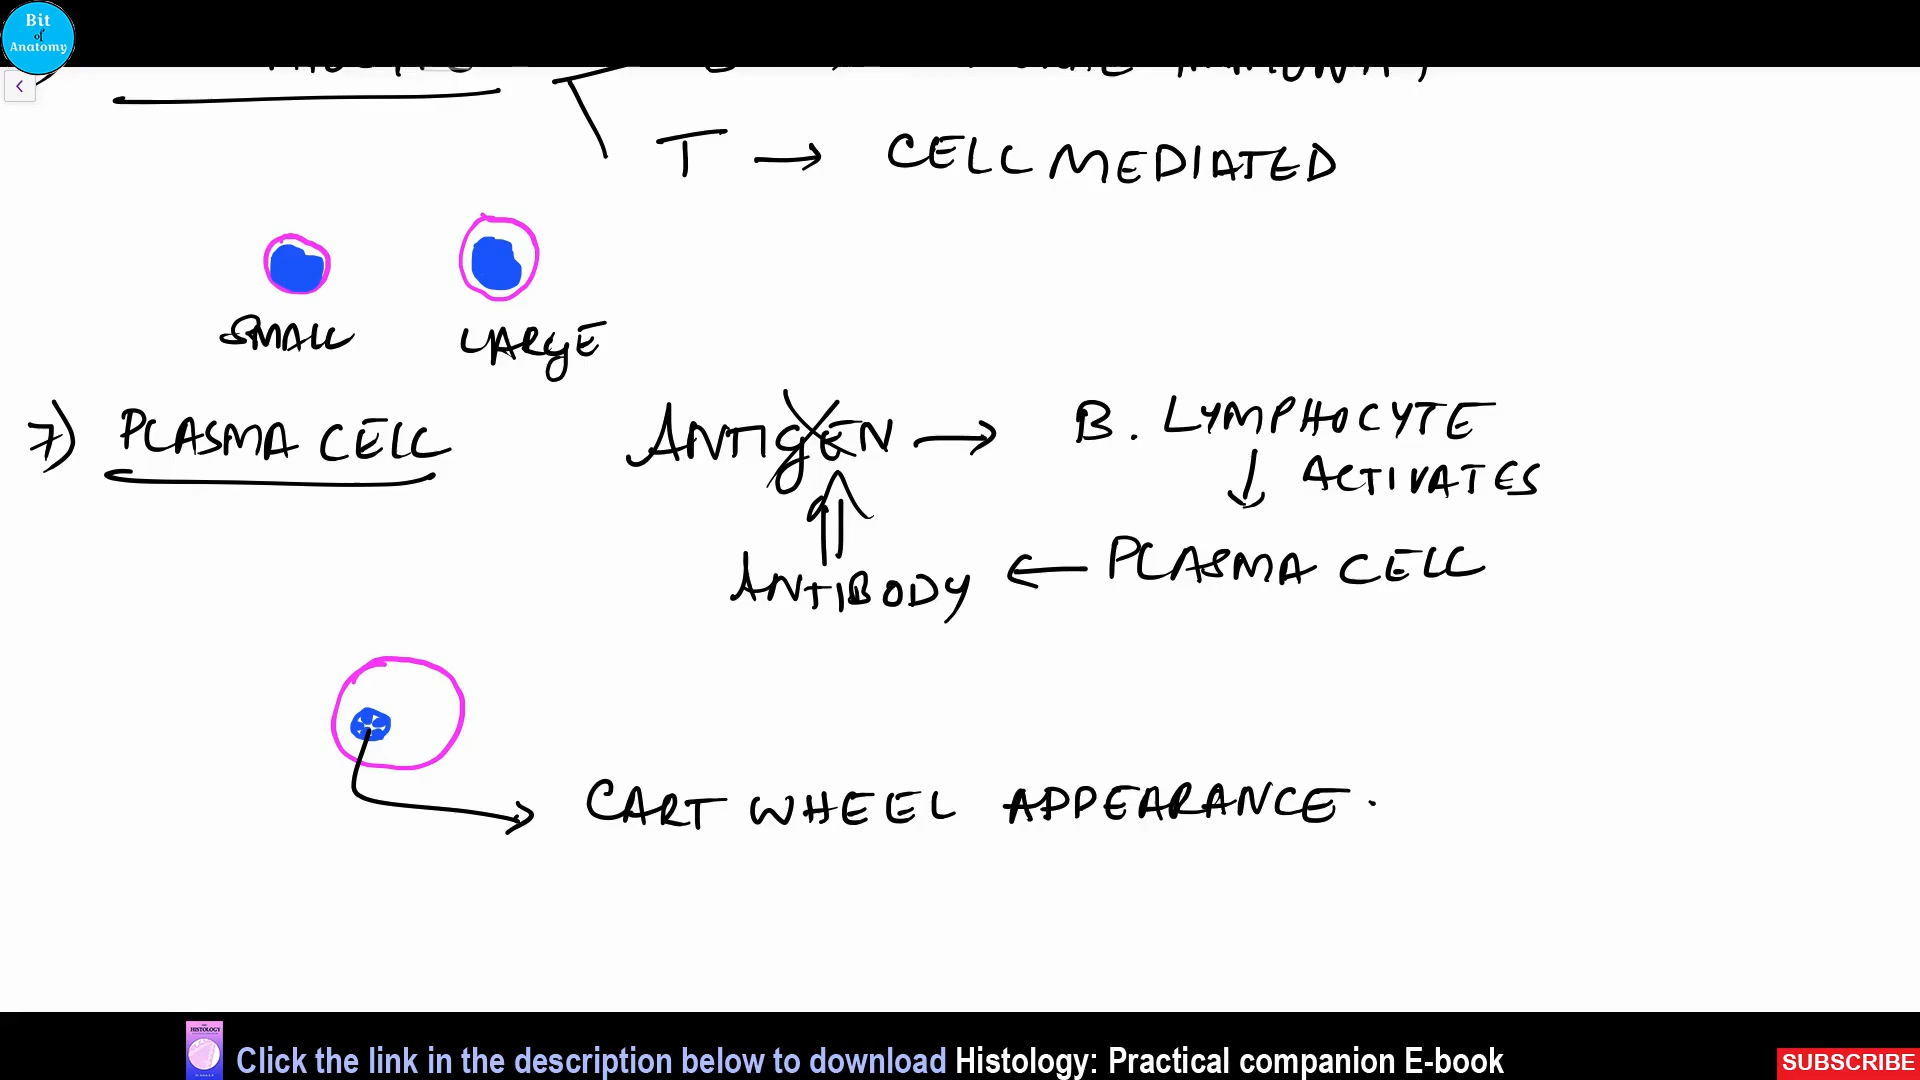 Bit
of
Anatomy
T → CELL MEDIATED
SMALL LARGE
7) PLASMA CELL ANTIGEN → B. LYMPHOCYTE
↓ ACTIVATES
ANTIBODY ← PLASMA CELL
CART WHEEL APPEARANCE.
HISTOLOGY
Click the link in the description below to download Histology: Practical companion E-book
SUBSCRIBE